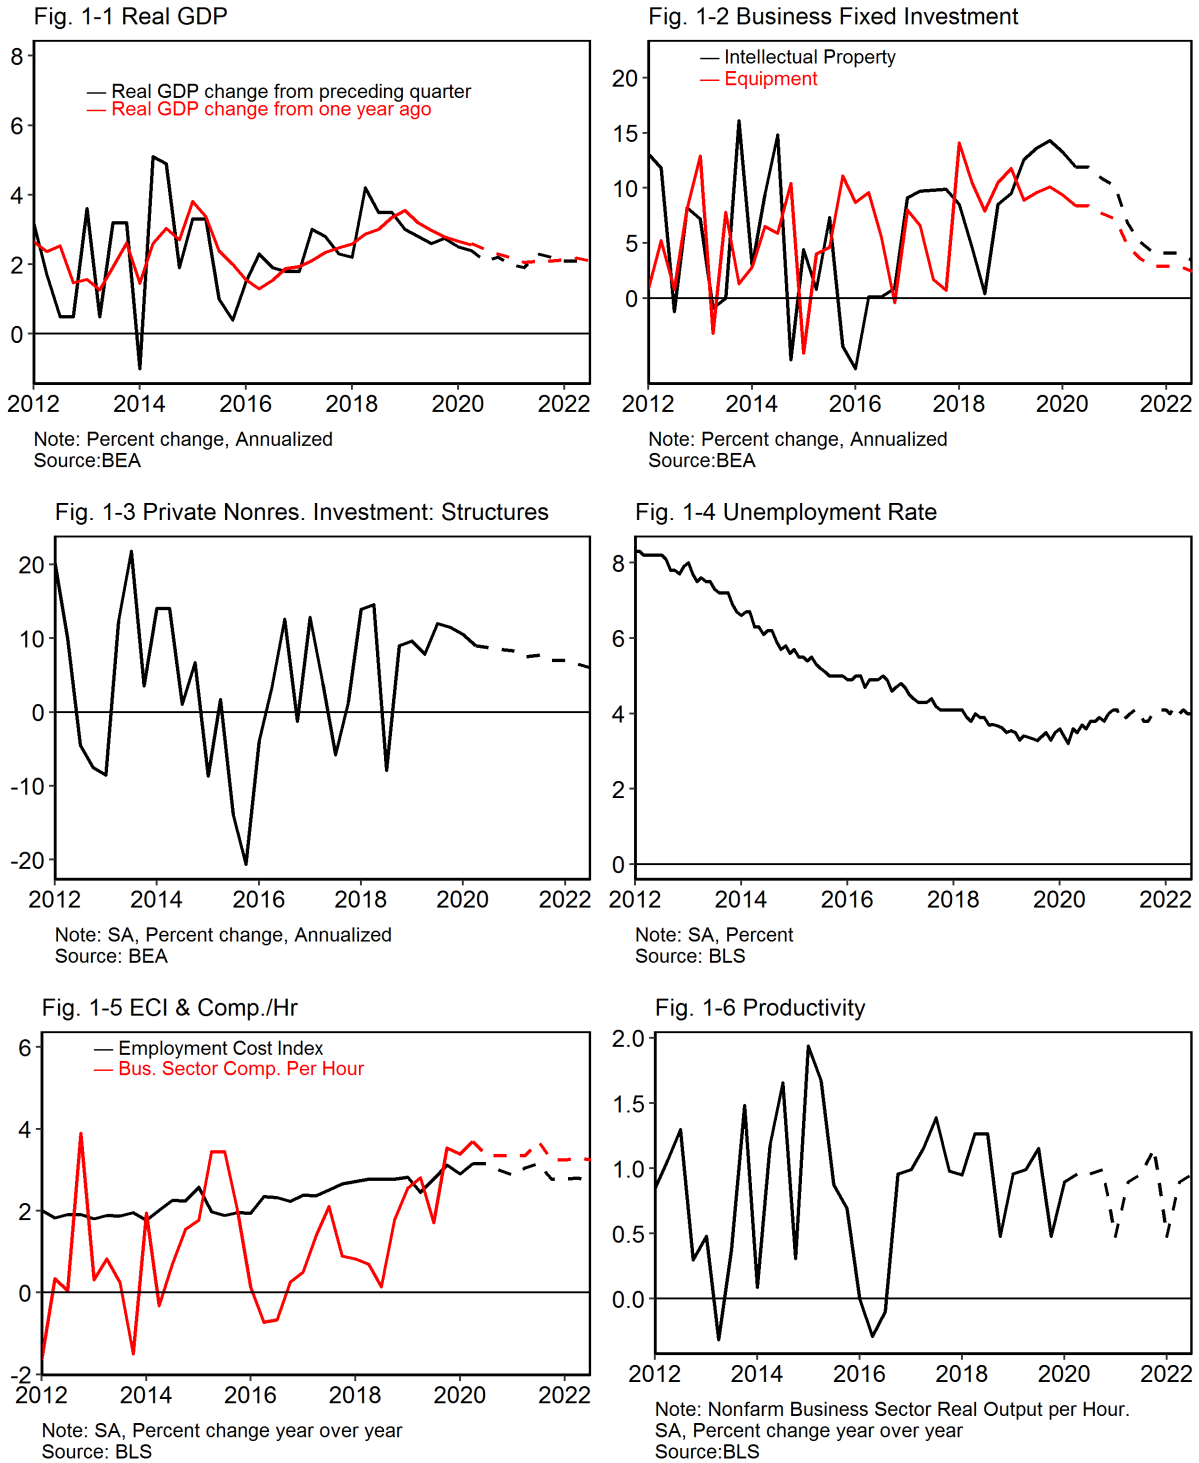 Fig. 1-1 Real GDP
8
6
4
2
0
Real GDP change from preceding quarter
Real GDP change from one year ago
2012 2014 2016 2018 2020 2022
Note: Percent change, Annualized
Source:BEA
Fig. 1-2 Business Fixed Investment
20
15
10
5
0
Intellectual Property
Equipment
2012 2014 2016 2018 2020 2022
Note: Percent change, Annualized
Source:BEA
Fig. 1-3 Private Nonres. Investment: Structures
20
10
0
-10
-20
2012 2014 2016 2018 2020 2022
Note: SA, Percent change, Annualized
Source: BEA
Fig. 1-4 Unemployment Rate
8
6
4
2
0
2012 2014 2016 2018 2020 2022
Note: SA, Percent
Source: BLS
Fig. 1-5 ECI & Comp./Hr
6
4
2
0
-2
Employment Cost Index
Bus. Sector Comp. Per Hour
2012 2014 2016 2018 2020 2022
Note: SA, Percent change year over year
Source: BLS
Fig. 1-6 Productivity
2.0
1.5
1.0
0.5
0.0
2012 2014 2016 2018 2020 2022
Note: Nonfarm Business Sector Real Output per Hour.
SA, Percent change year over year
Source:BLS